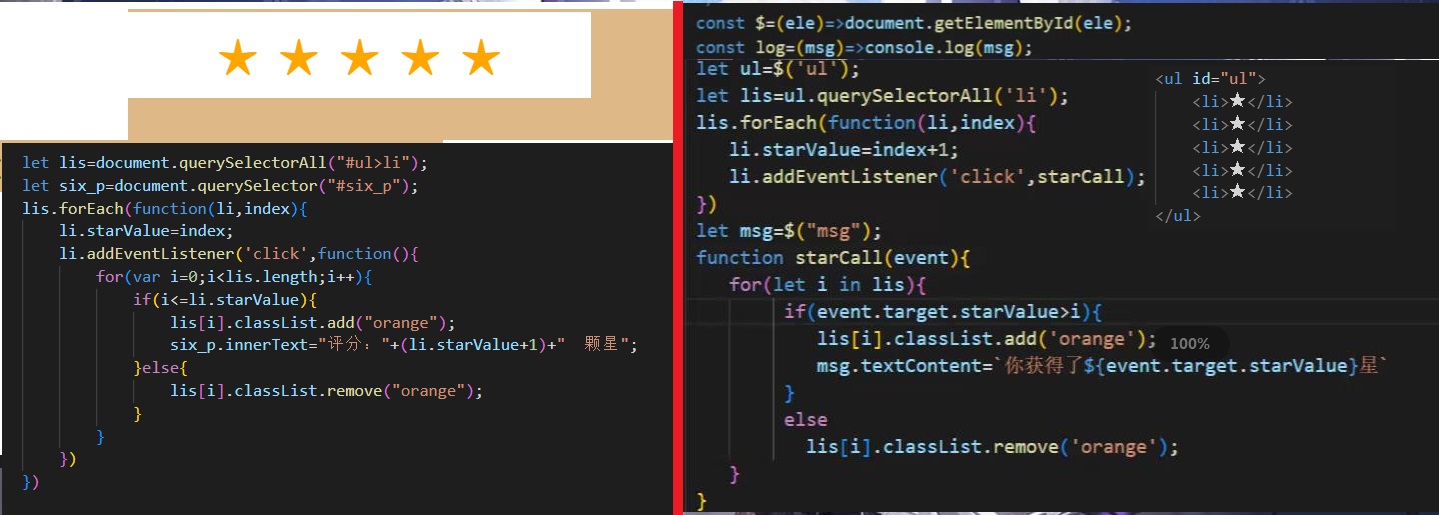 ★ ★ ★ ★ ★
let lis=document.querySelectorAll("#ul>li");
let six_p=document.querySelector("#six_p");
lis.forEach(function(li,index){
li.starValue=index;
li.addEventListener('click',function(){
for(var i=0;i<lis.length;i++){
if(i<=li.starValue){
lis[i].classList.add("orange");
six_p.innerText="评分："+(li.starValue+1)+"  颗星";
}else{
lis[i].classList.remove("orange");
}
}
})
})
const $=(ele)=>document.getElementById(ele);
const log=(msg)=>console.log(msg);
let ul=$('ul');
let lis=ul.querySelectorAll('li');
lis.forEach(function(li,index){
li.starValue=index+1;
li.addEventListener('click',starCall);
})
let msg=$("msg");
function starCall(event){
for(let i in lis){
if(event.target.starValue>i){
lis[i].classList.add('orange');
msg.textContent=`你获得了${event.target.starValue}星`
}
else
lis[i].classList.remove('orange');
}
}
<ul id="ul">
<li>★</li>
<li>★</li>
<li>★</li>
<li>★</li>
<li>★</li>
</ul>
100%